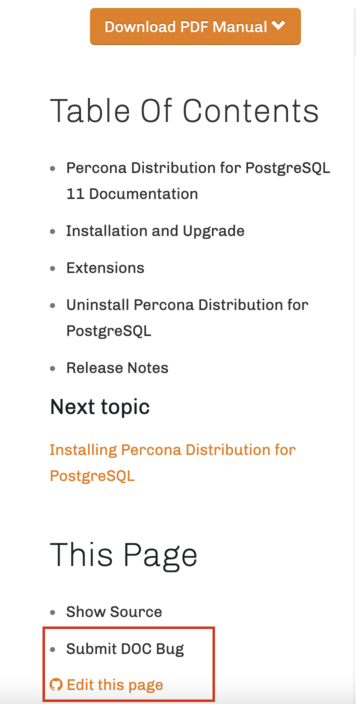 Download PDF Manual
Table Of Contents
Percona Distribution for PostgreSQL
11 Documentation
Installation and Upgrade
Extensions
Uninstall Percona Distribution for
PostgreSQL
Release Notes
Next topic
Installing Percona Distribution for
PostgreSQL
This Page
Show Source
Submit DOC Bug
Edit this page